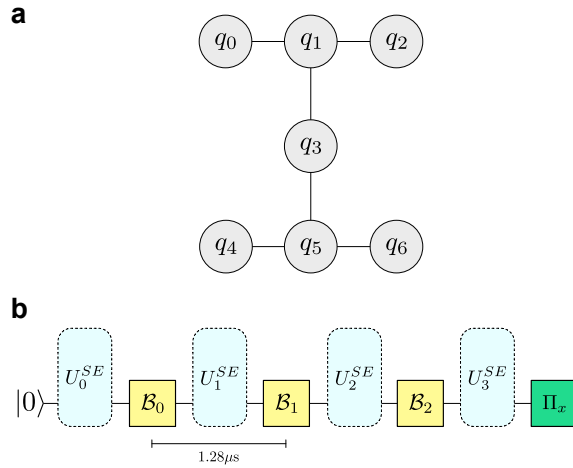 a
q₀ q₁ q₂
q₃
q₄ q₅ q₆
b
|0⟩ U₀ˢᴱ 𝓑₀ U₁ˢᴱ 𝓑₁ U₂ˢᴱ 𝓑₂ U₃ˢᴱ Πₓ
1.28μs